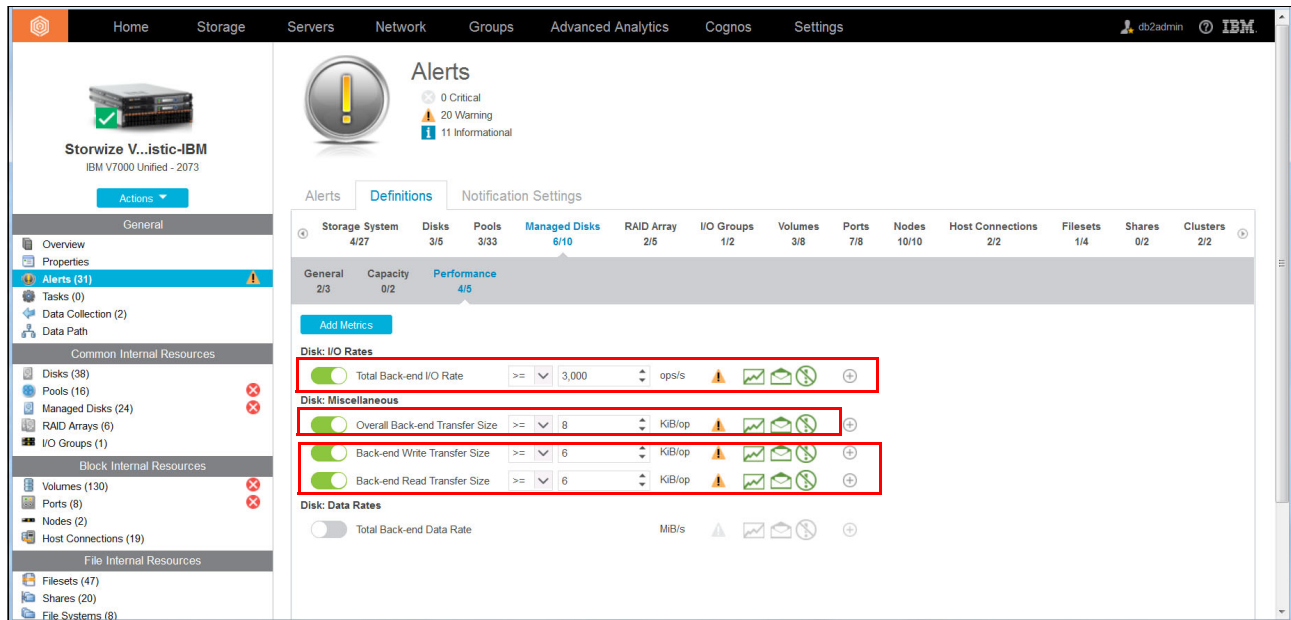 Home Storage Servers Network Groups Advanced Analytics Cognos Settings db2admin ? IBM.
Storwize V...istic-IBM
IBM V7000 Unified - 2073
Actions
General
Overview
Properties
Alerts (31)
Tasks (0)
Data Collection (2)
Data Path
Common Internal Resources
Disks (38)
Pools (16)
Managed Disks (24)
RAID Arrays (6)
I/O Groups (1)
Block Internal Resources
Volumes (130)
Ports (8)
Nodes (2)
Host Connections (19)
File Internal Resources
Filesets (47)
Shares (20)
File Systems (8)
Alerts
0 Critical
20 Warning
11 Informational
Alerts Definitions Notification Settings
Storage System Disks Pools Managed Disks RAID Array I/O Groups Volumes Ports Nodes Host Connections Filesets Shares Clusters
4/27 3/5 3/33 6/10 2/5 1/2 3/8 7/8 10/10 2/2 1/4 0/2 2/2
General Capacity Performance
2/3 0/2 4/5
Add Metrics
Disk: I/O Rates
Total Back-end I/O Rate >= 3,000 ops/s
Disk: Miscellaneous
Overall Back-end Transfer Size >= 8 KiB/op
Back-end Write Transfer Size >= 6 KiB/op
Back-end Read Transfer Size >= 6 KiB/op
Disk: Data Rates
Total Back-end Data Rate MiB/s